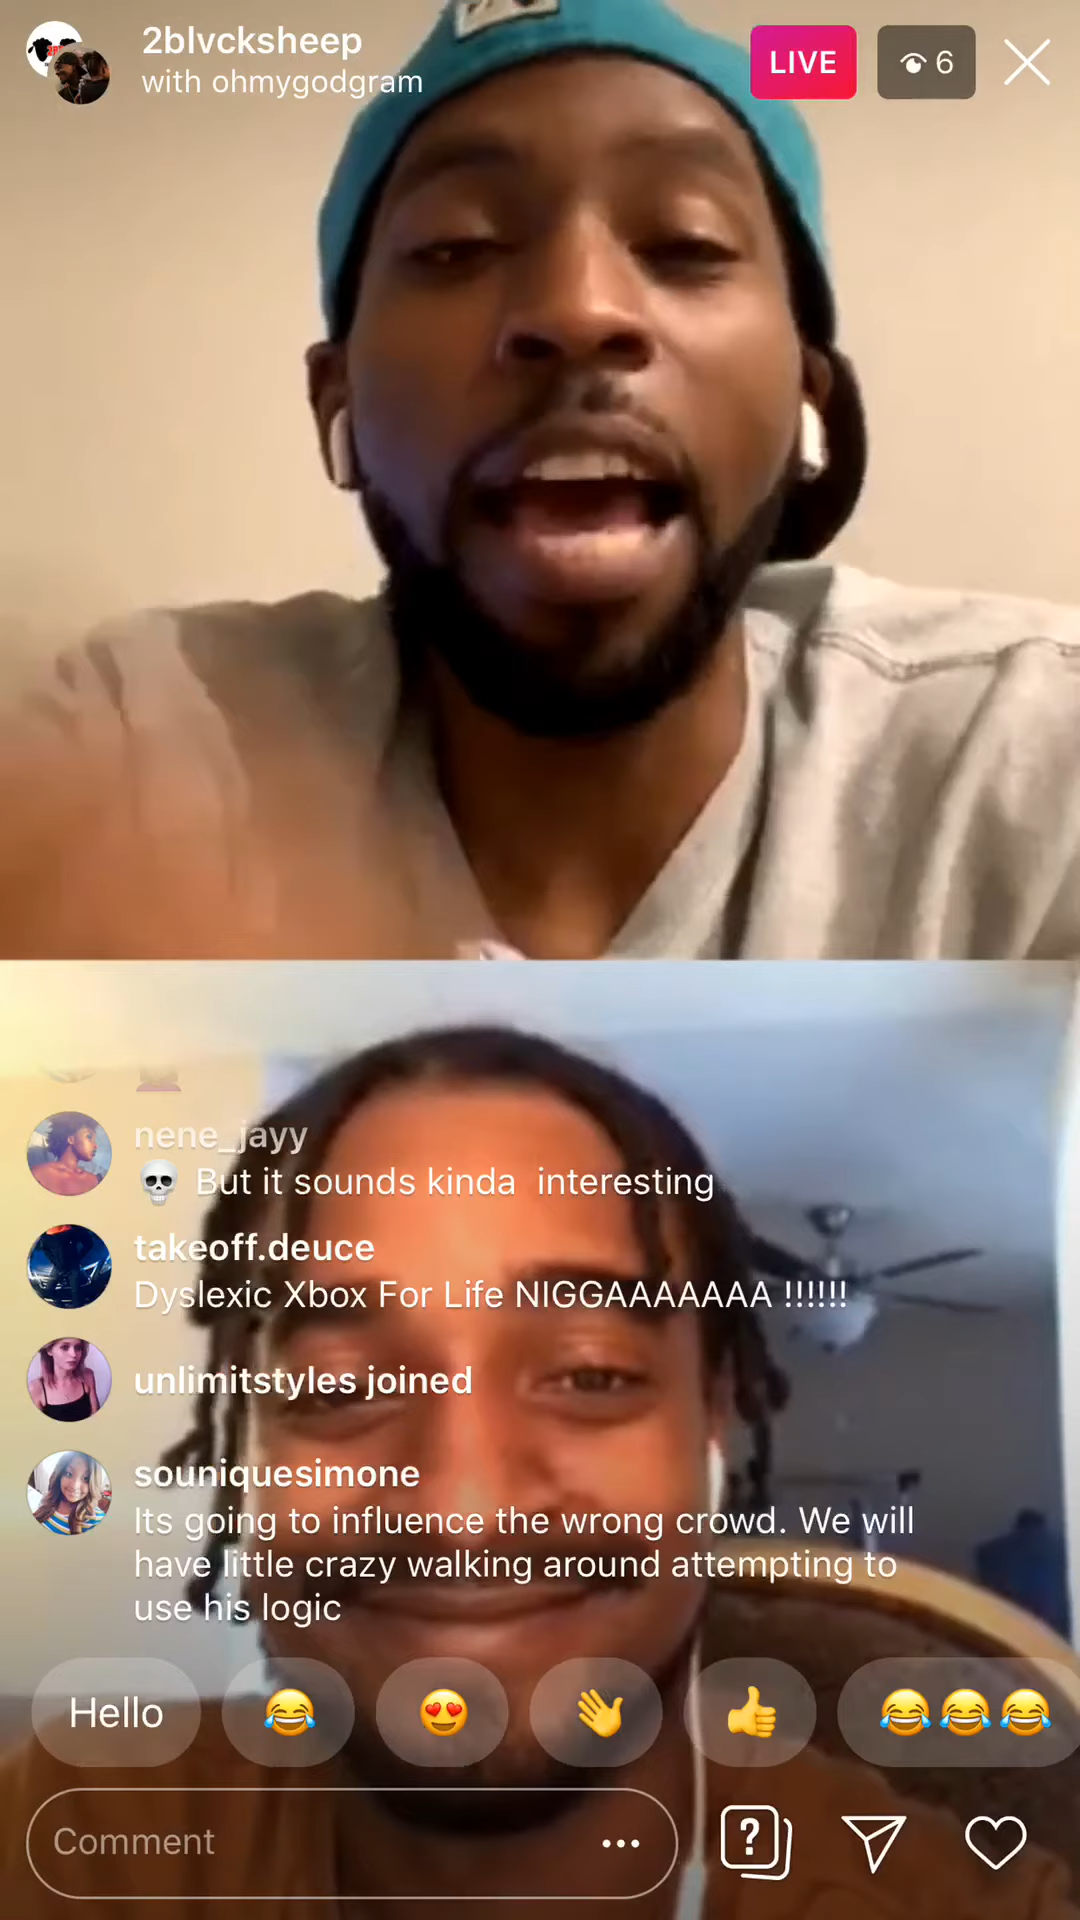 2blvcksheep
with ohmygodgram
LIVE
6
nene_jayy
💀 But it sounds kinda interesting
takeoff.deuce
Dyslexic Xbox For Life NIGGAAAAAAA !!!!!!
unlimitstyles joined
souniquesimone
Its going to influence the wrong crowd. We will
have little crazy walking around attempting to
use his logic
Hello
😂
😍
👋
👍
😂😂😂
Comment